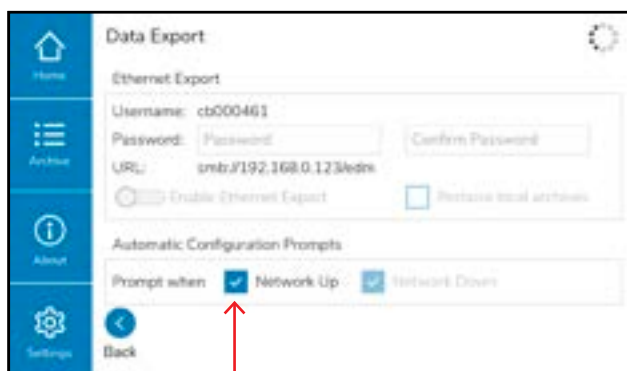 Home
Archive
About
Settings
Data Export
Ethernet Export
Username: cb000461
Password: Password Confirm Password
URL: smb://192.168.0.123/edm
Enable Ethernet Export Remove local archives
Automatic Configuration Prompts
Prompt when Network Up Network Down
Back